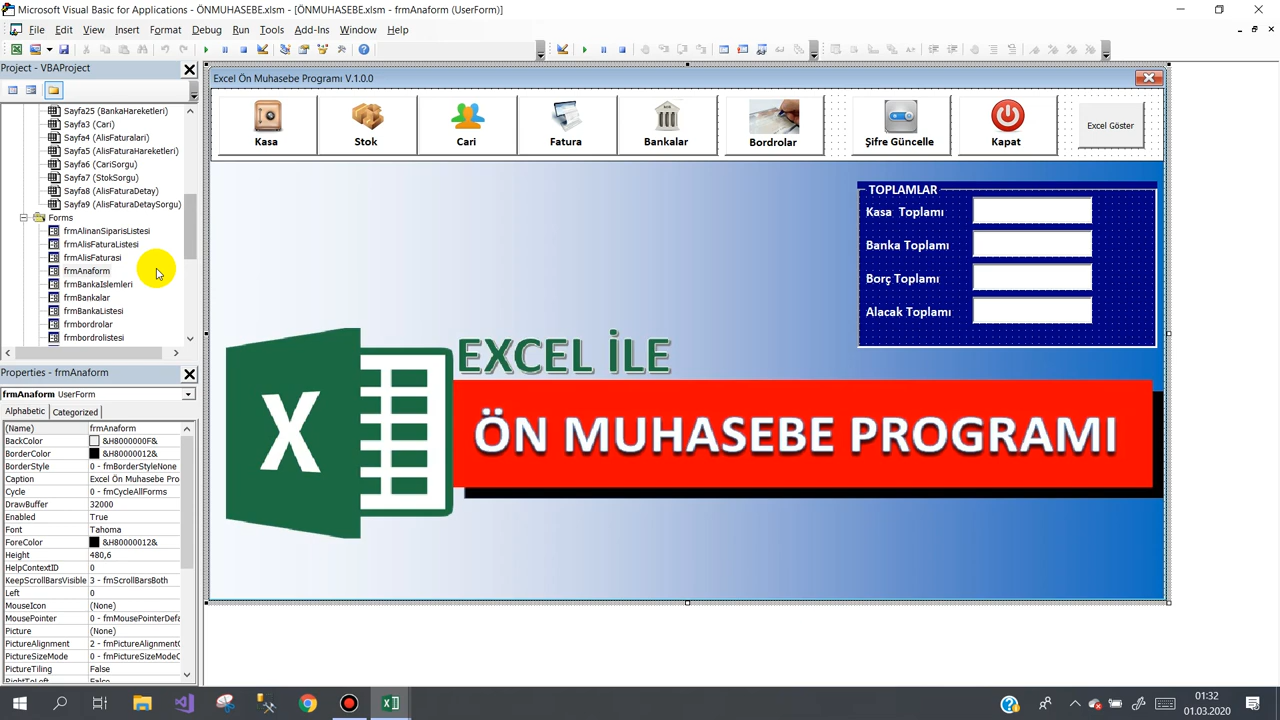 Microsoft Visual Basic for Applications - ÖNMUHASEBE.xlsm - [ÖNMUHASEBE.xlsm - frmAnaform (UserForm)]
File Edit View Insert Format Debug Run Tools Add-Ins Window Help
Project - VBAProject
Sayfa25 (BankaHareketleri)
Sayfa3 (Cari)
Sayfa4 (AlisFaturalari)
Sayfa5 (AlisFaturaHareketleri)
Sayfa6 (CariSorgu)
Sayfa7 (StokSorgu)
Sayfa8 (AlisFaturaDetay)
Sayfa9 (AlisFaturaDetaySorgu)
Forms
frmAlinanSiparisListesi
frmAlisFaturaListesi
frmAlisFaturasi
frmAnaform
frmBankaIslemleri
frmBankalar
frmBankaListesi
frmbordrolar
frmbordrolistesi
Properties - frmAnaform
frmAnaform UserForm
Alphabetic Categorized
(Name) frmAnaform
BackColor &H8000000F&
BorderColor &H80000012&
BorderStyle 0 - fmBorderStyleNone
Caption Excel Ön Muhasebe Pro
Cycle 0 - fmCycleAllForms
DrawBuffer 32000
Enabled True
Font Tahoma
ForeColor &H80000012&
Height 480,6
HelpContextID 0
KeepScrollBarsVisible 3 - fmScrollBarsBoth
Left 0
MouseIcon (None)
MousePointer 0 - fmMousePointerDefa
Picture (None)
PictureAlignment 2 - fmPictureAlignmentC
PictureSizeMode 0 - fmPictureSizeModeC
PictureTiling False
Excel Ön Muhasebe Programı V.1.0.0
Kasa Stok Cari Fatura Bankalar Bordrolar Şifre Güncelle Kapat Excel Göster
TOPLAMLAR
Kasa Toplamı
Banka Toplamı
Borç Toplamı
Alacak Toplamı
X
EXCEL İLE
ÖN MUHASEBE PROGRAMI
01:32
01.03.2020